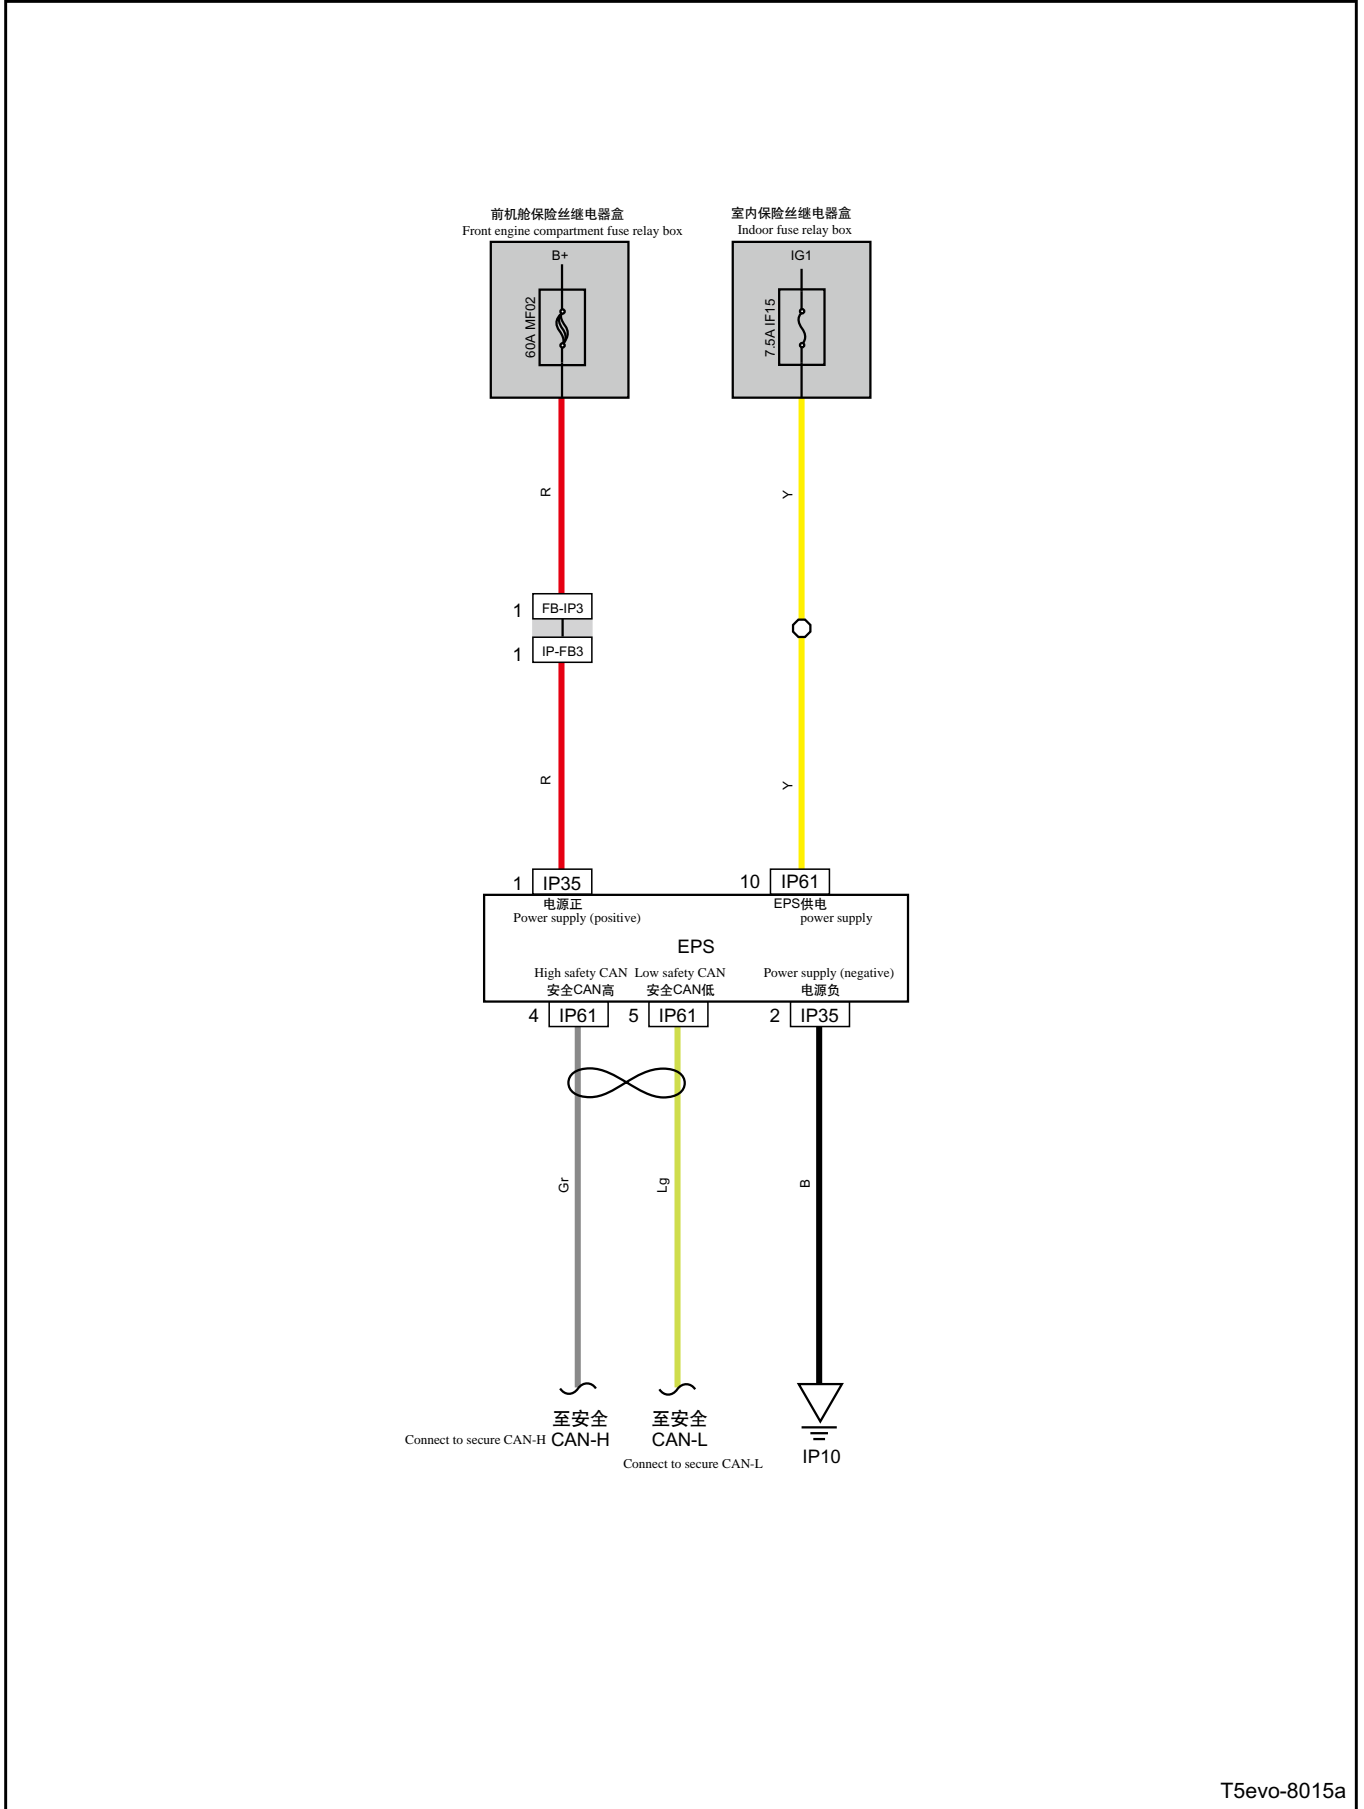 前机舱保险丝继电器盒
室内保险丝继电器盒
Front engine compartment fuse relay box
Indoor fuse relay box
B+
IG1
60A MF02
7.5A IF15
R
Y
1 FB-IP3
1 IP-FB3
R
Y
1 IP35
10 IP61
电源正
EPS供电
Power supply (positive)
power supply
EPS
High safety CAN
Low safety CAN
Power supply (negative)
安全CAN高
安全CAN低
电源负
4 IP61
5 IP61
2 IP35
Gr
Lg
B
至安全
至安全
Connect to secure CAN-H
CAN-H
CAN-L
IP10
Connect to secure CAN-L
T5evo-8015a